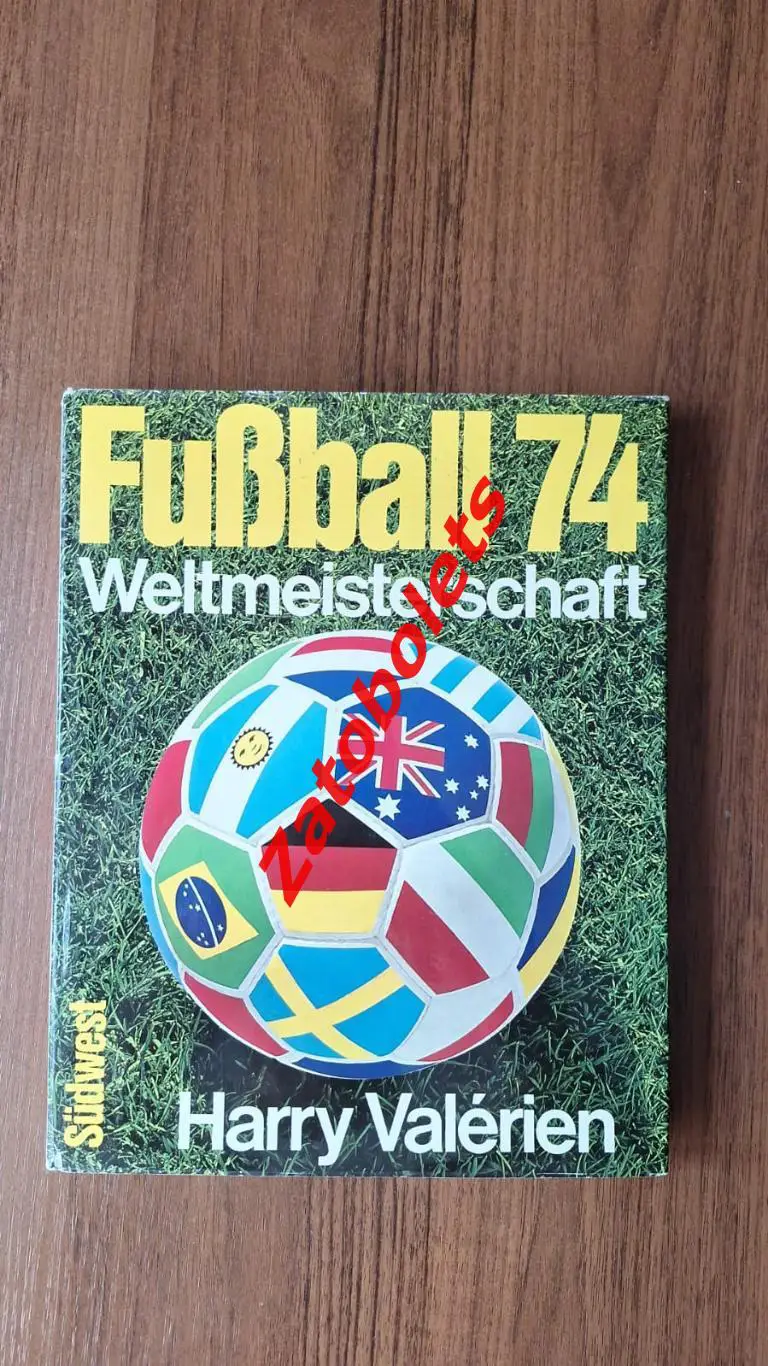 Fußball 74
Weltmeisterschaft
Zatobolets
Südwest
Harry Valérien